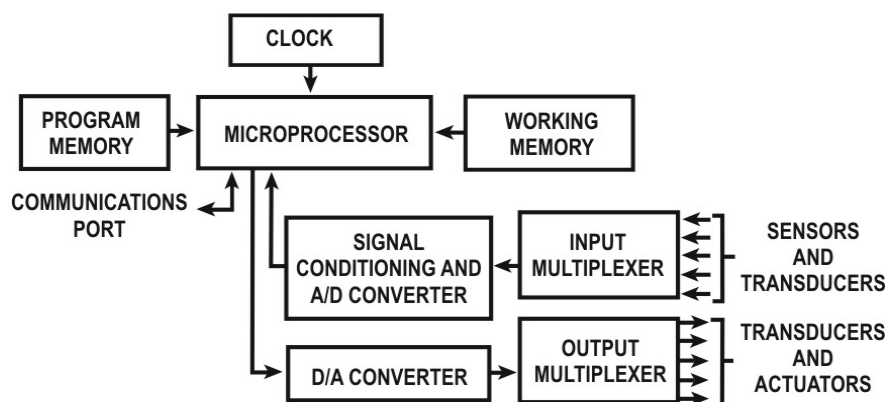 CLOCK
PROGRAM
MEMORY
MICROPROCESSOR
WORKING
MEMORY
COMMUNICATIONS
PORT
SIGNAL
CONDITIONING AND
A/D CONVERTER
INPUT
MULTIPLEXER
SENSORS
AND
TRANSDUCERS
D/A CONVERTER
OUTPUT
MULTIPLEXER
TRANSDUCERS
AND
ACTUATORS